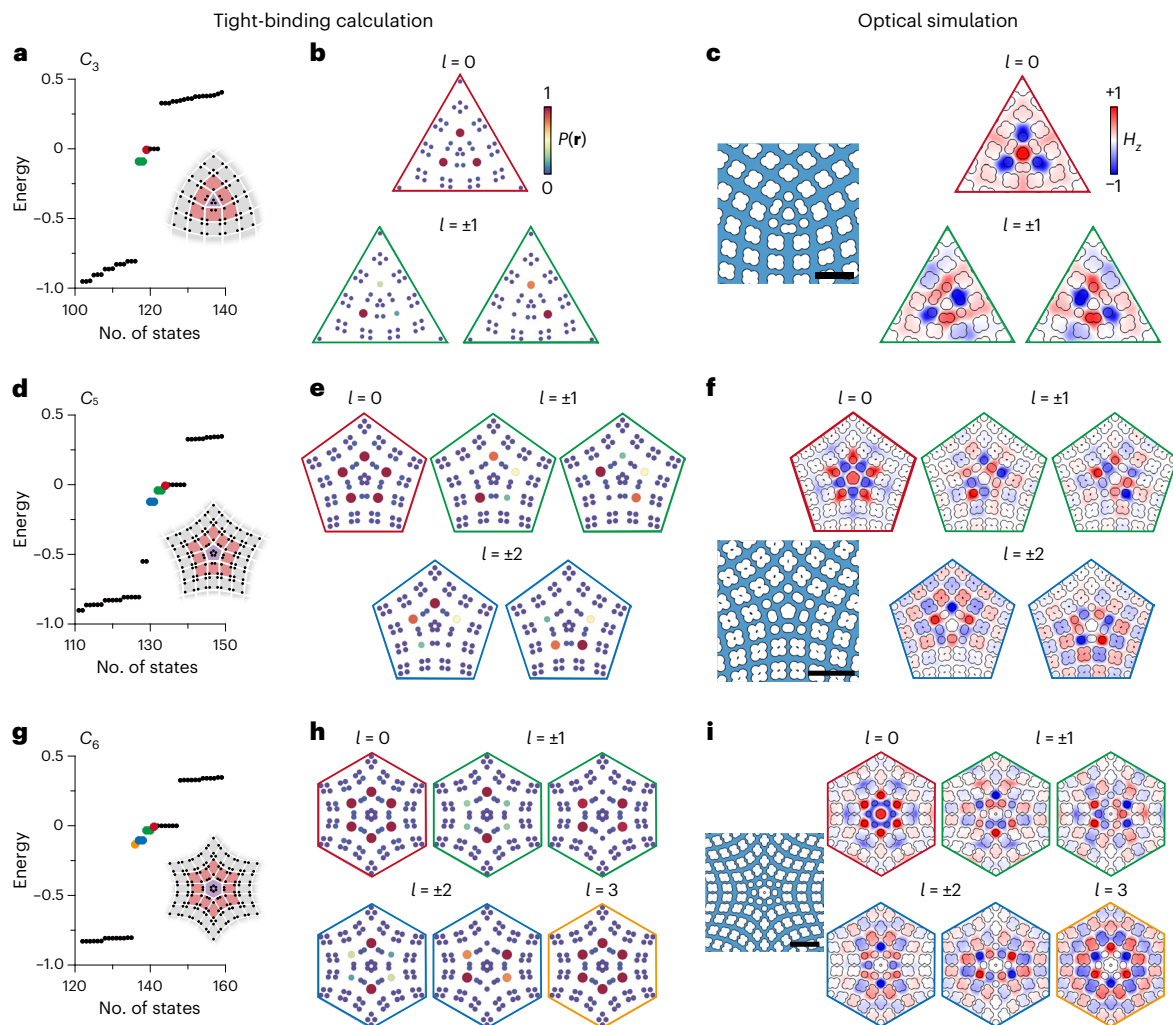 Tight-binding calculation
Optical simulation
a
C3
0.5
0
−0.5
−1.0
Energy
100
120
140
No. of states
b
l = 0
1
P(r)
0
l = ±1
c
l = 0
+1
Hz
−1
l = ±1
d
C5
0.5
0
−0.5
−1.0
Energy
110
130
150
No. of states
e
l = 0
l = ±1
l = ±2
f
l = 0
l = ±1
l = ±2
g
C6
0.5
0
−0.5
−1.0
Energy
120
140
160
No. of states
h
l = 0
l = ±1
l = ±2
l = 3
i
l = 0
l = ±1
l = ±2
l = 3